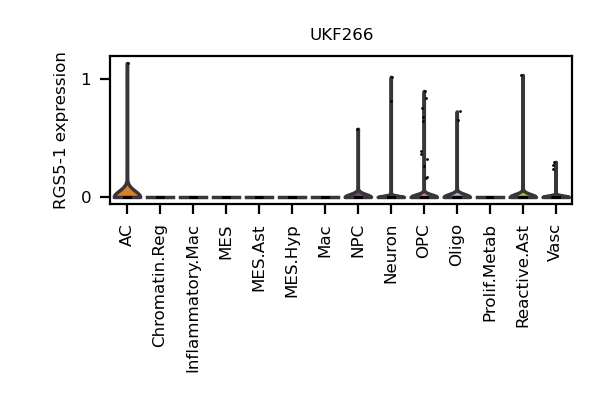 UKF266
RGS5-1 expression
1
0
AC
Chromatin.Reg
Inflammatory.Mac
MES
MES.Ast
MES.Hyp
Mac
NPC
Neuron
OPC
Oligo
Prolif.Metab
Reactive.Ast
Vasc